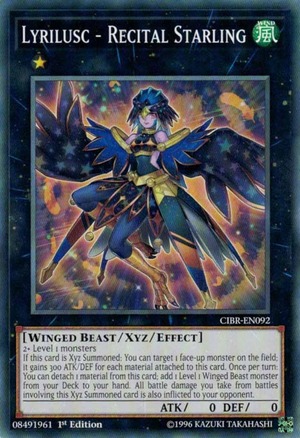 LYRILUSC - RECITAL STARLING
WIND
風
CIBR-EN092
[WINGED BEAST/XYZ/EFFECT]
2+ Level 1 monsters
If this card is Xyz Summoned: You can target 1 face-up monster on the field;
it gains 300 ATK/DEF for each material attached to this card. Once per turn:
You can detach 1 material from this card; add 1 Level 1 Winged Beast
monster from your Deck to your hand. All battle damage you take from battles
involving this Xyz Summoned card is also inflicted to your opponent.
ATK/ 0 DEF/ 0
08491961 1st Edition ©1996 KAZUKI TAKAHASHI